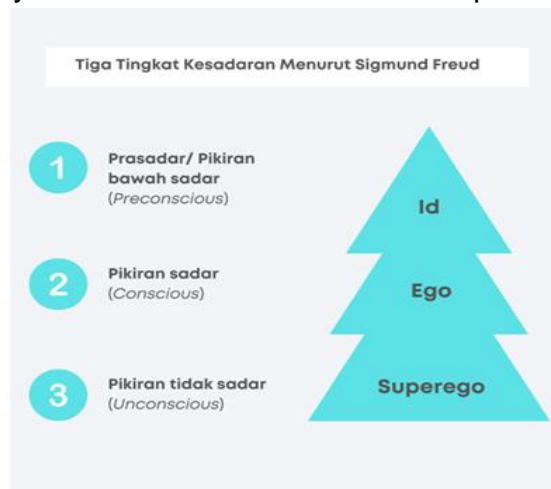 Tiga Tingkat Kesadaran Menurut Sigmund Freud
1
Prasadar/ Pikiran
bawah sadar
(Preconscious)
Id
2
Pikiran sadar
(Conscious)
Ego
3
Pikiran tidak sadar
(Unconscious)
Superego